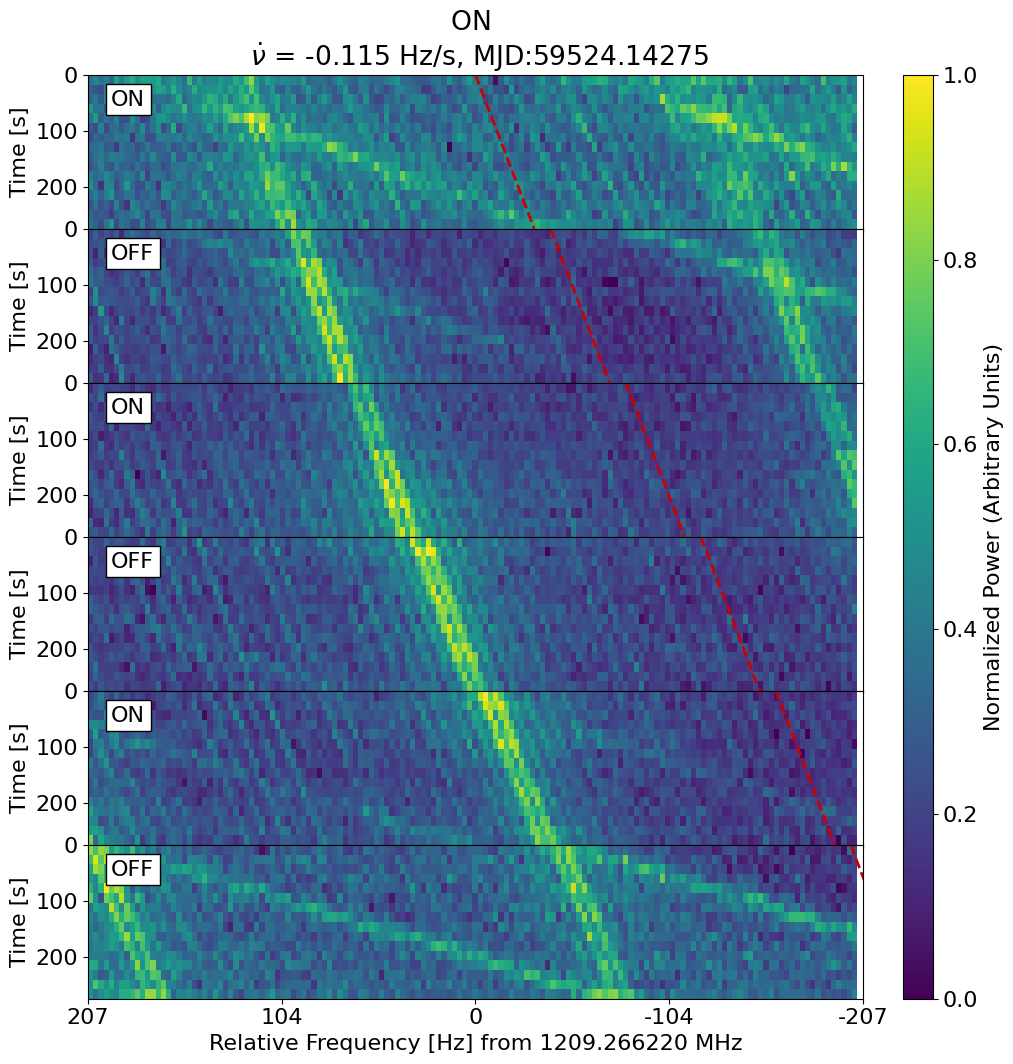 ON
ν̇ = -0.115 Hz/s, MJD:59524.14275
0
ON
100
200
Time [s]
0
OFF
100
200
Time [s]
0
ON
100
200
Time [s]
0
OFF
100
200
Time [s]
0
ON
100
200
Time [s]
0
OFF
100
200
Time [s]
207 104 0 -104 -207
Relative Frequency [Hz] from 1209.266220 MHz
1.0
0.8
0.6
0.4
0.2
0.0
Normalized Power (Arbitrary Units)